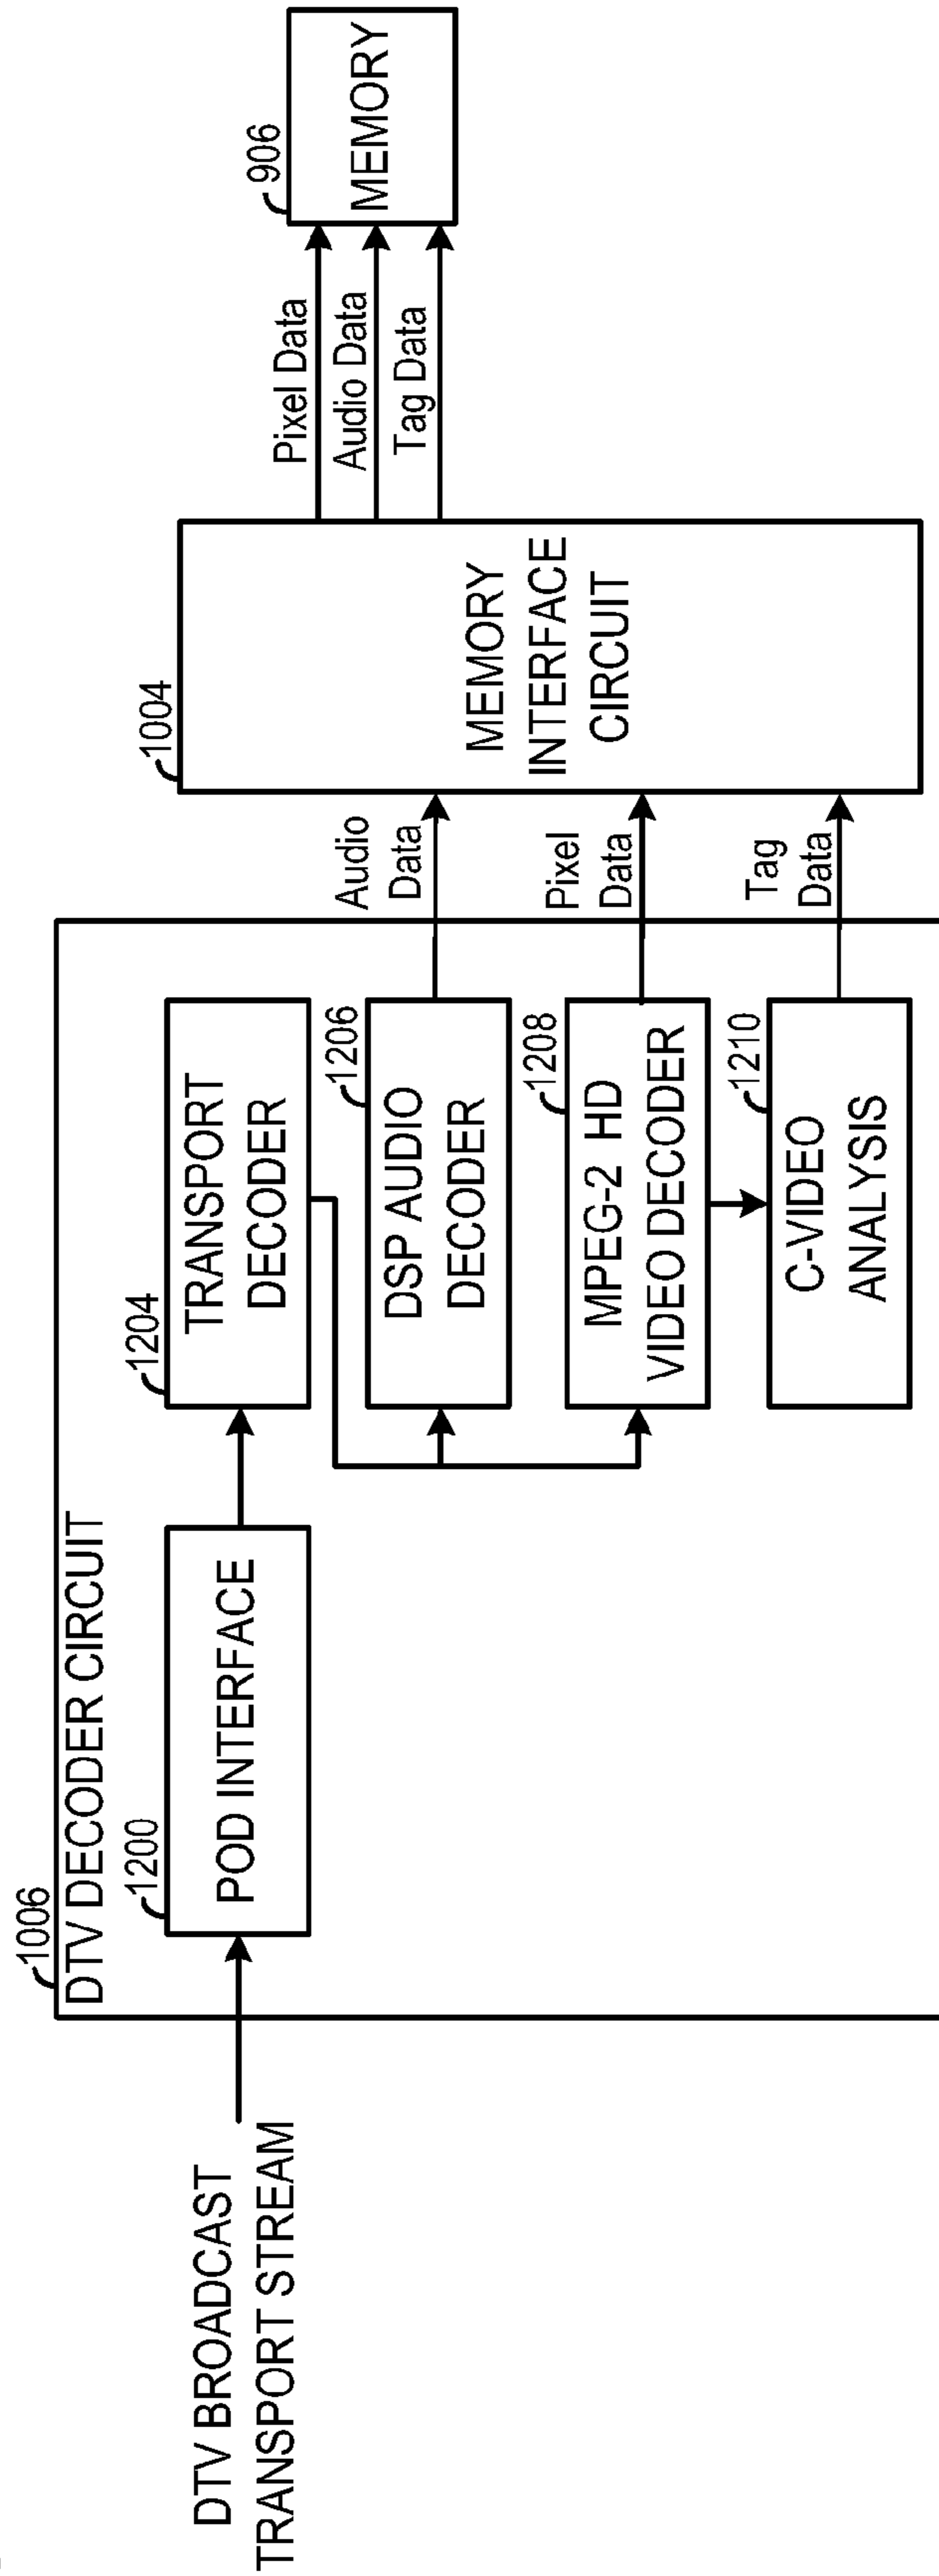 1006
DTV DECODER CIRCUIT
DTV BROADCAST
TRANSPORT STREAM
1200
POD INTERFACE
1204
TRANSPORT
DECODER
1206
DSP AUDIO
DECODER
1208
MPEG-2 HD
VIDEO DECODER
1210
C-VIDEO
ANALYSIS
Audio
Data
Pixel
Data
Tag
Data
1004
MEMORY
INTERFACE
CIRCUIT
Pixel Data
Audio Data
Tag Data
906
MEMORY